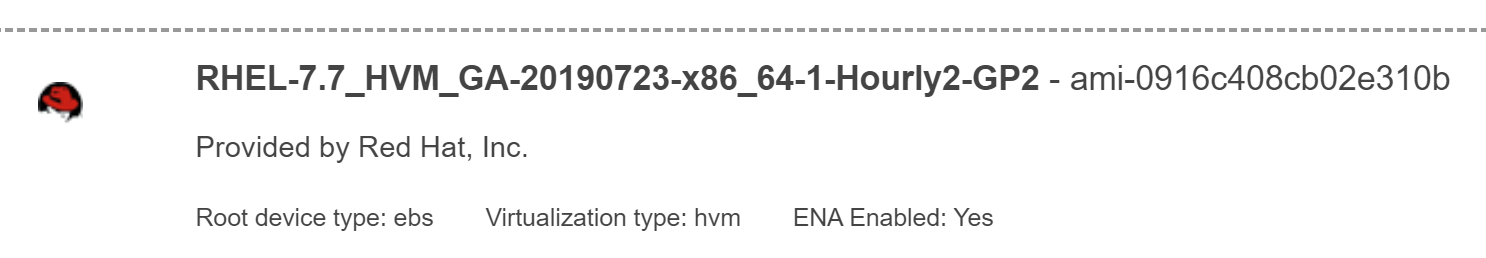 RHEL-7.7_HVM_GA-20190723-x86_64-1-Hourly2-GP2 - ami-0916c408cb02e310b
Provided by Red Hat, Inc.
Root device type: ebs Virtualization type: hvm ENA Enabled: Yes